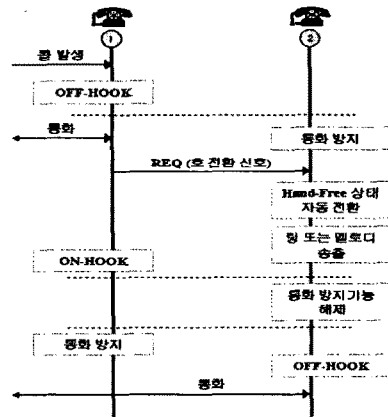 ① ②
콜 발생
OFF-HOOK
통화
통화 방지
REQ (호 전환 신호)
Hand-Free 상태
자동 전환
링 또는 멜로디
송출
ON-HOOK
통화 방지기능
해제
통화 방지
OFF-HOOK
통화